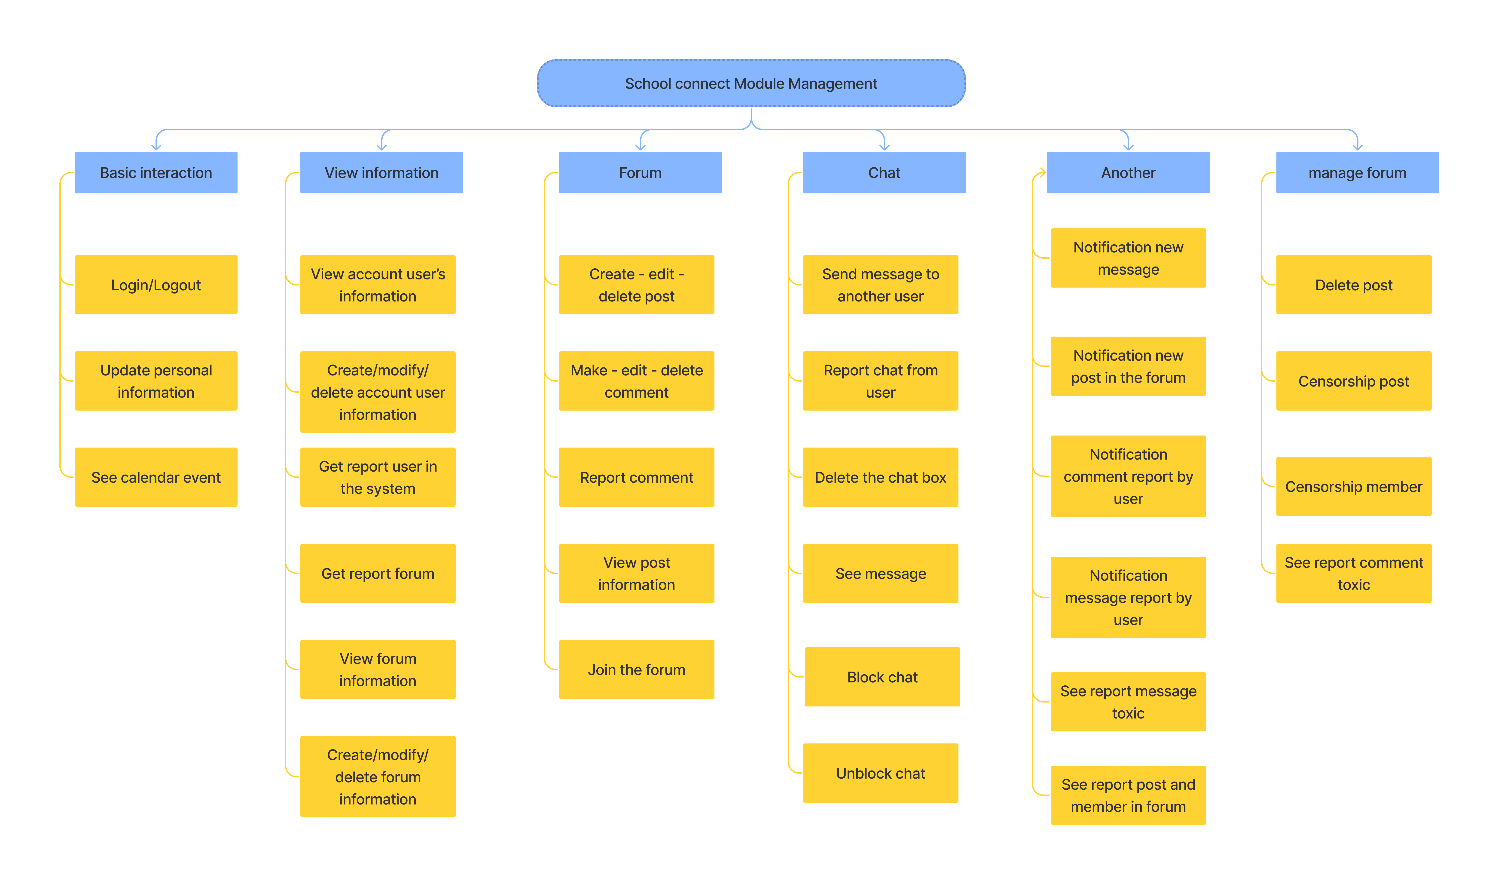 School connect Module Management
Basic interaction
Login/Logout
Update personal
information
See calendar event
View information
View account user's
information
Create/modify/
delete account user
information
Get report user in
the system
Get report forum
View forum
information
Create/modify/
delete forum
information
Forum
Create - edit -
delete post
Make - edit - delete
comment
Report comment
View post
information
Join the forum
Chat
Send message to
another user
Report chat from
user
Delete the chat box
See message
Block chat
Unblock chat
Another
Notification new
message
Notification new
post in the forum
Notification
comment report by
user
Notification
message report by
user
See report message
toxic
See report post and
member in forum
manage forum
Delete post
Censorship post
Censorship member
See report comment
toxic